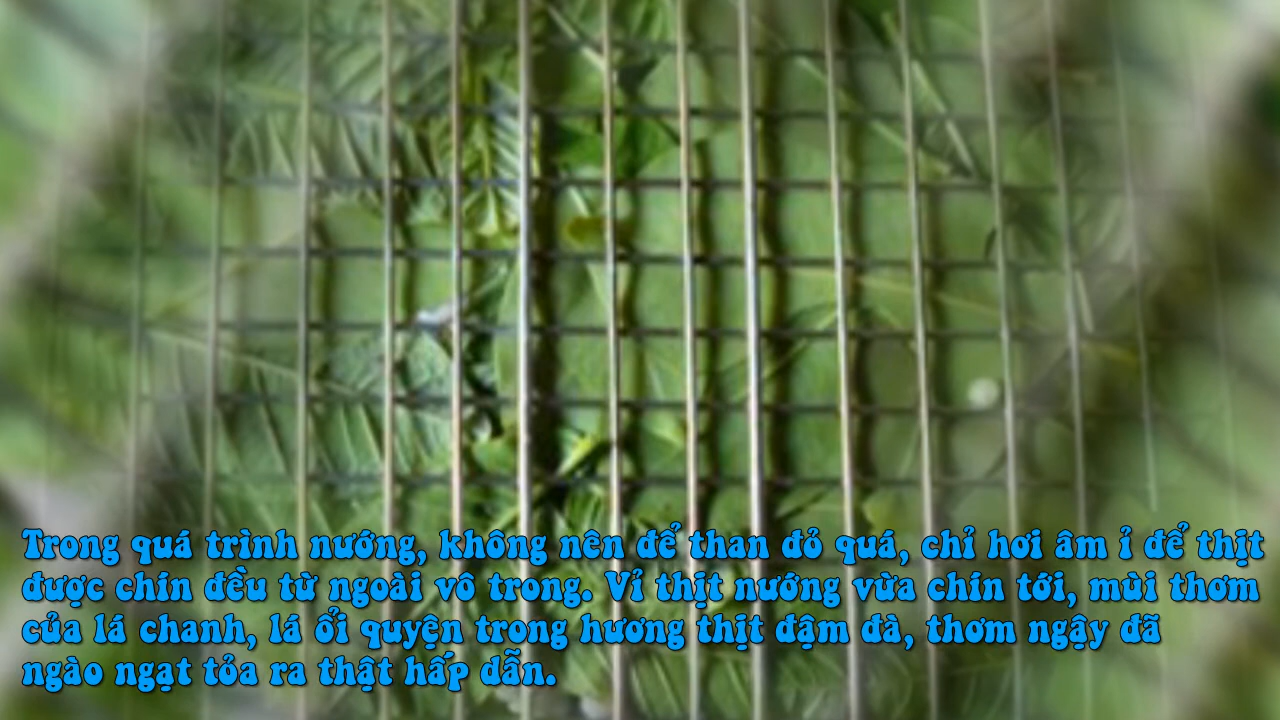 Trong quá trình nướng, không nên để than đỏ quá, chỉ hơi âm ỉ để thịt
được chín đều từ ngoài vô trong. Vỉ thịt nướng vừa chín tới, mùi thơm
của lá chanh, lá ổi quyện trong hương thịt đậm đà, thơm ngậy đã
ngào ngạt tỏa ra thật hấp dẫn.